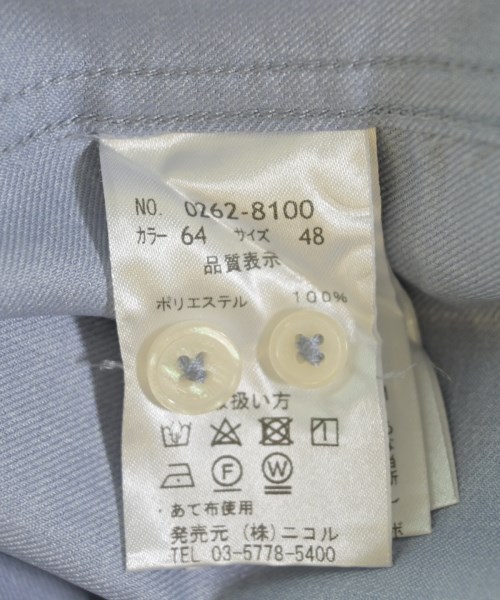 NO. 0262-8100
カラー 64 サイズ 48
品質表示
ポリエステル 100%
扱い方
F W
・あて布使用
発売元 (株)ニコル
TEL 03-5778-5400